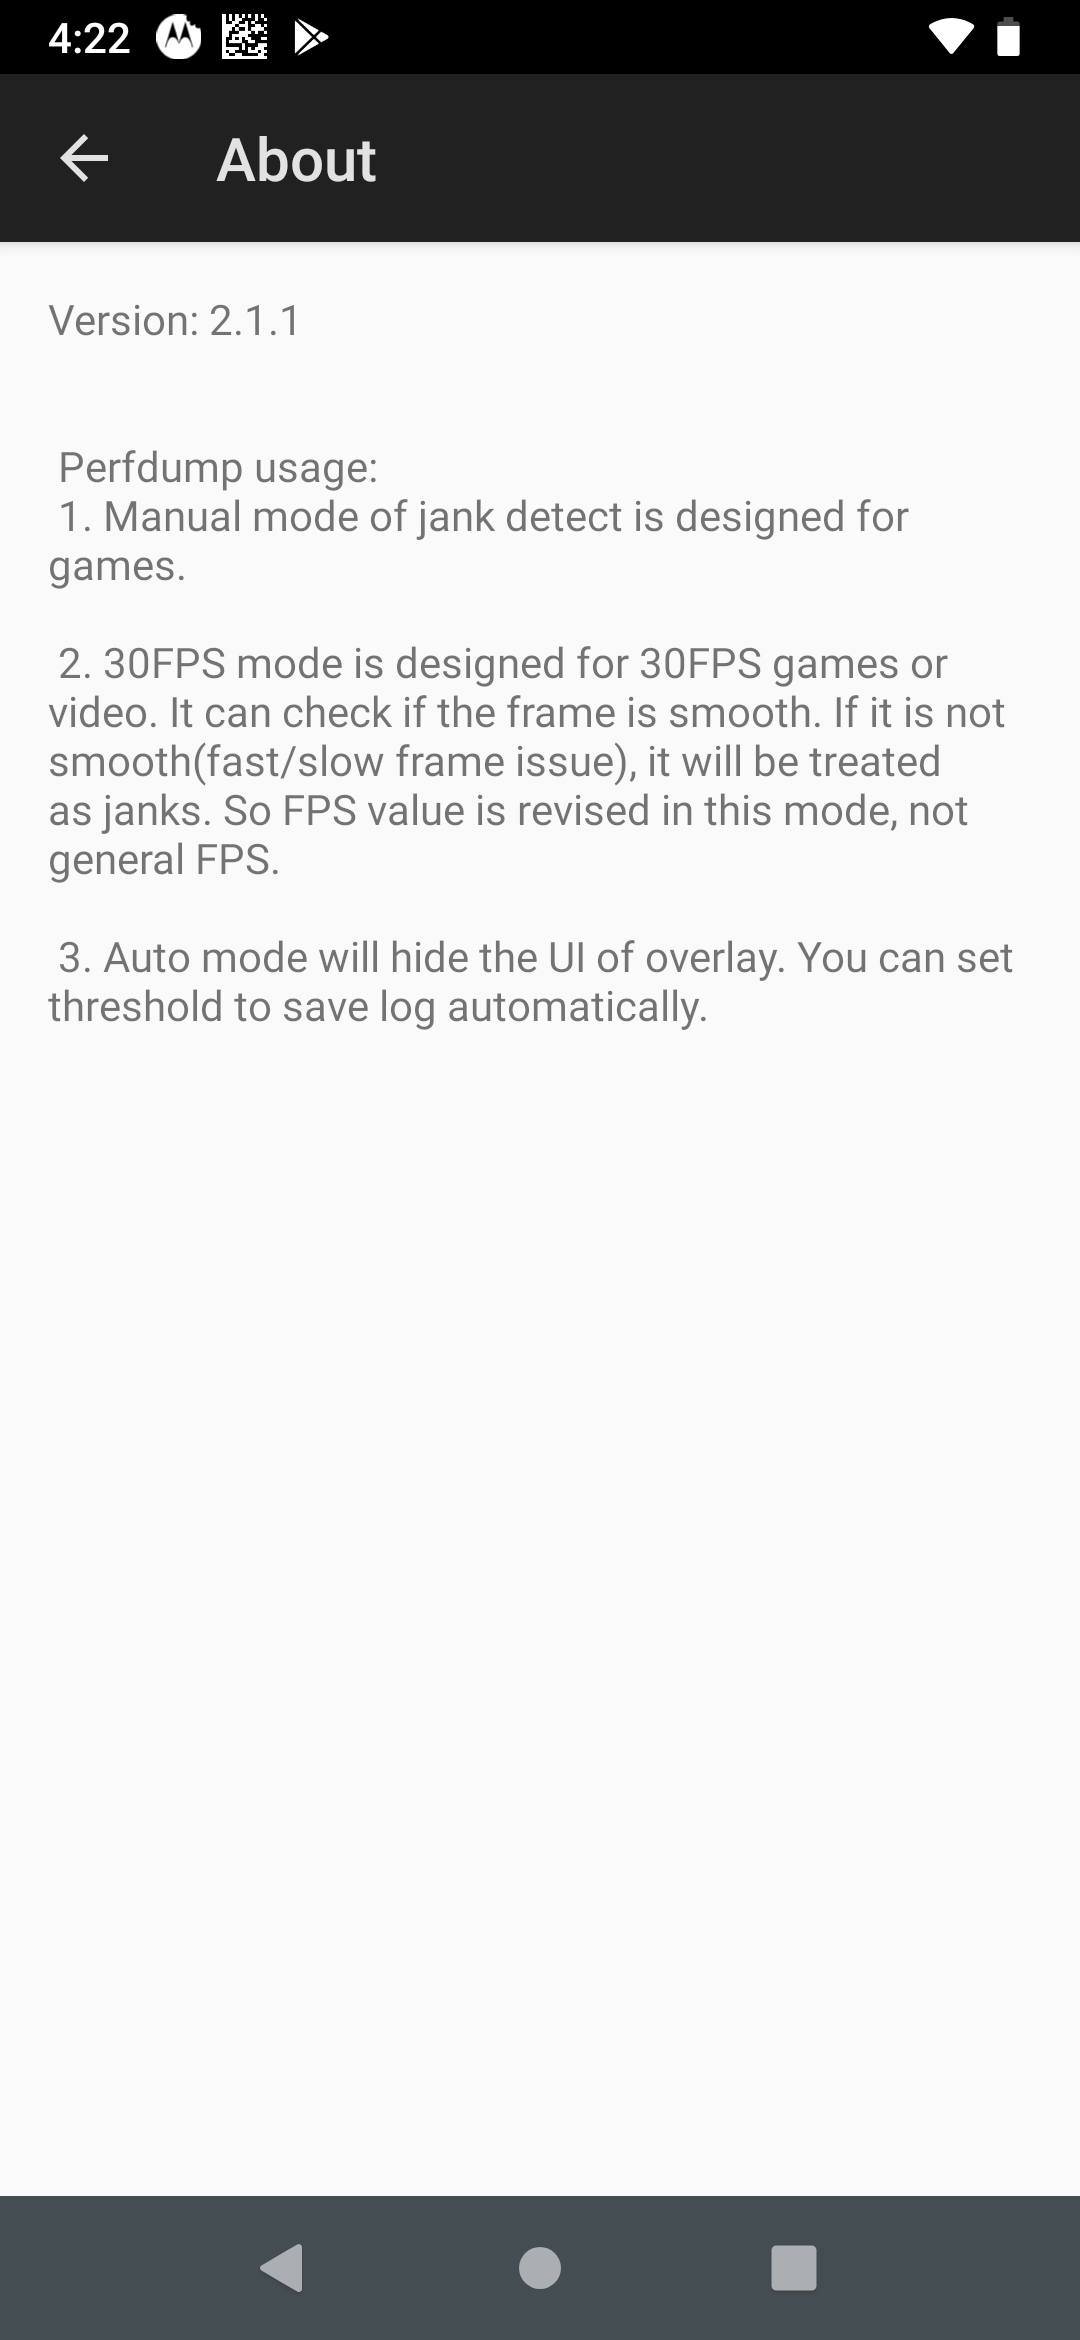 4:22
About
Version: 2.1.1
Perfdump usage:
1. Manual mode of jank detect is designed for
games.
2. 30FPS mode is designed for 30FPS games or
video. It can check if the frame is smooth. If it is not
smooth(fast/slow frame issue), it will be treated
as janks. So FPS value is revised in this mode, not
general FPS.
3. Auto mode will hide the UI of overlay. You can set
threshold to save log automatically.